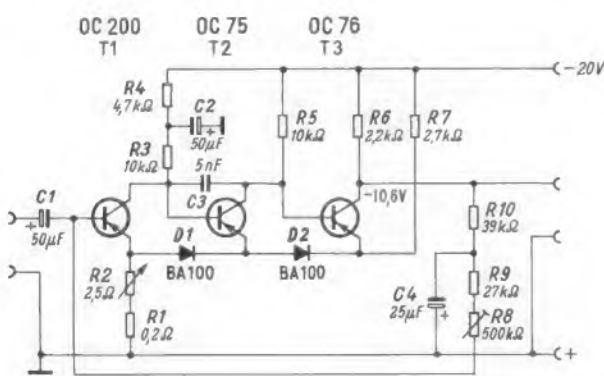 OC 200
T1
OC 75
T2
OC 76
T3
R4
4,7kΩ
C2
+
50µF
R5
10kΩ
R6
2,2kΩ
R7
2,7kΩ
−20V
R3
10kΩ
5nF
C3
C1
+
50µF
−10,6V
R10
39kΩ
D1
BA100
D2
BA100
R2
2,5Ω
R9
27kΩ
C4
25µF
+
R8
500kΩ
R1
0,2Ω
+